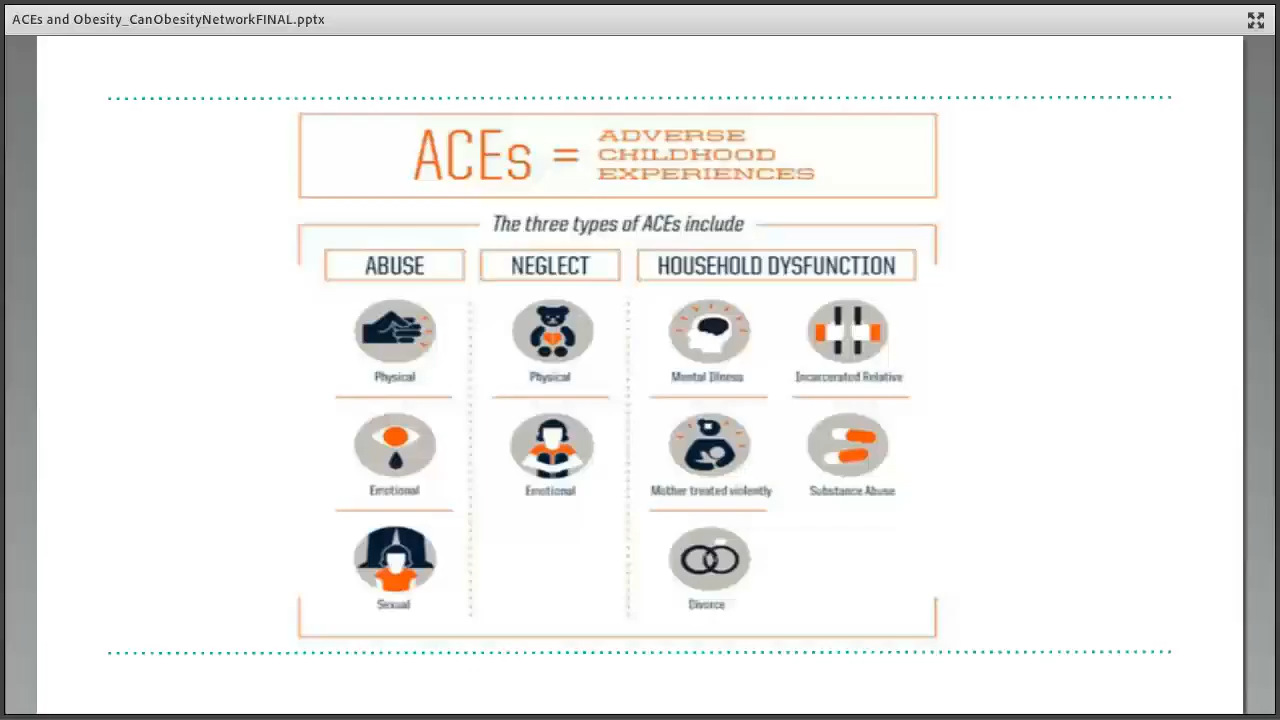 ACEs and Obesity_CanObesityNetworkFINAL.pptx
ACEs = ADVERSE
CHILDHOOD
EXPERIENCES
The three types of ACEs include
ABUSE
NEGLECT
HOUSEHOLD DYSFUNCTION
Physical
Physical
Mental Illness
Incarcerated Relative
Emotional
Emotional
Mother treated violently
Substance Abuse
Sexual
Divorce